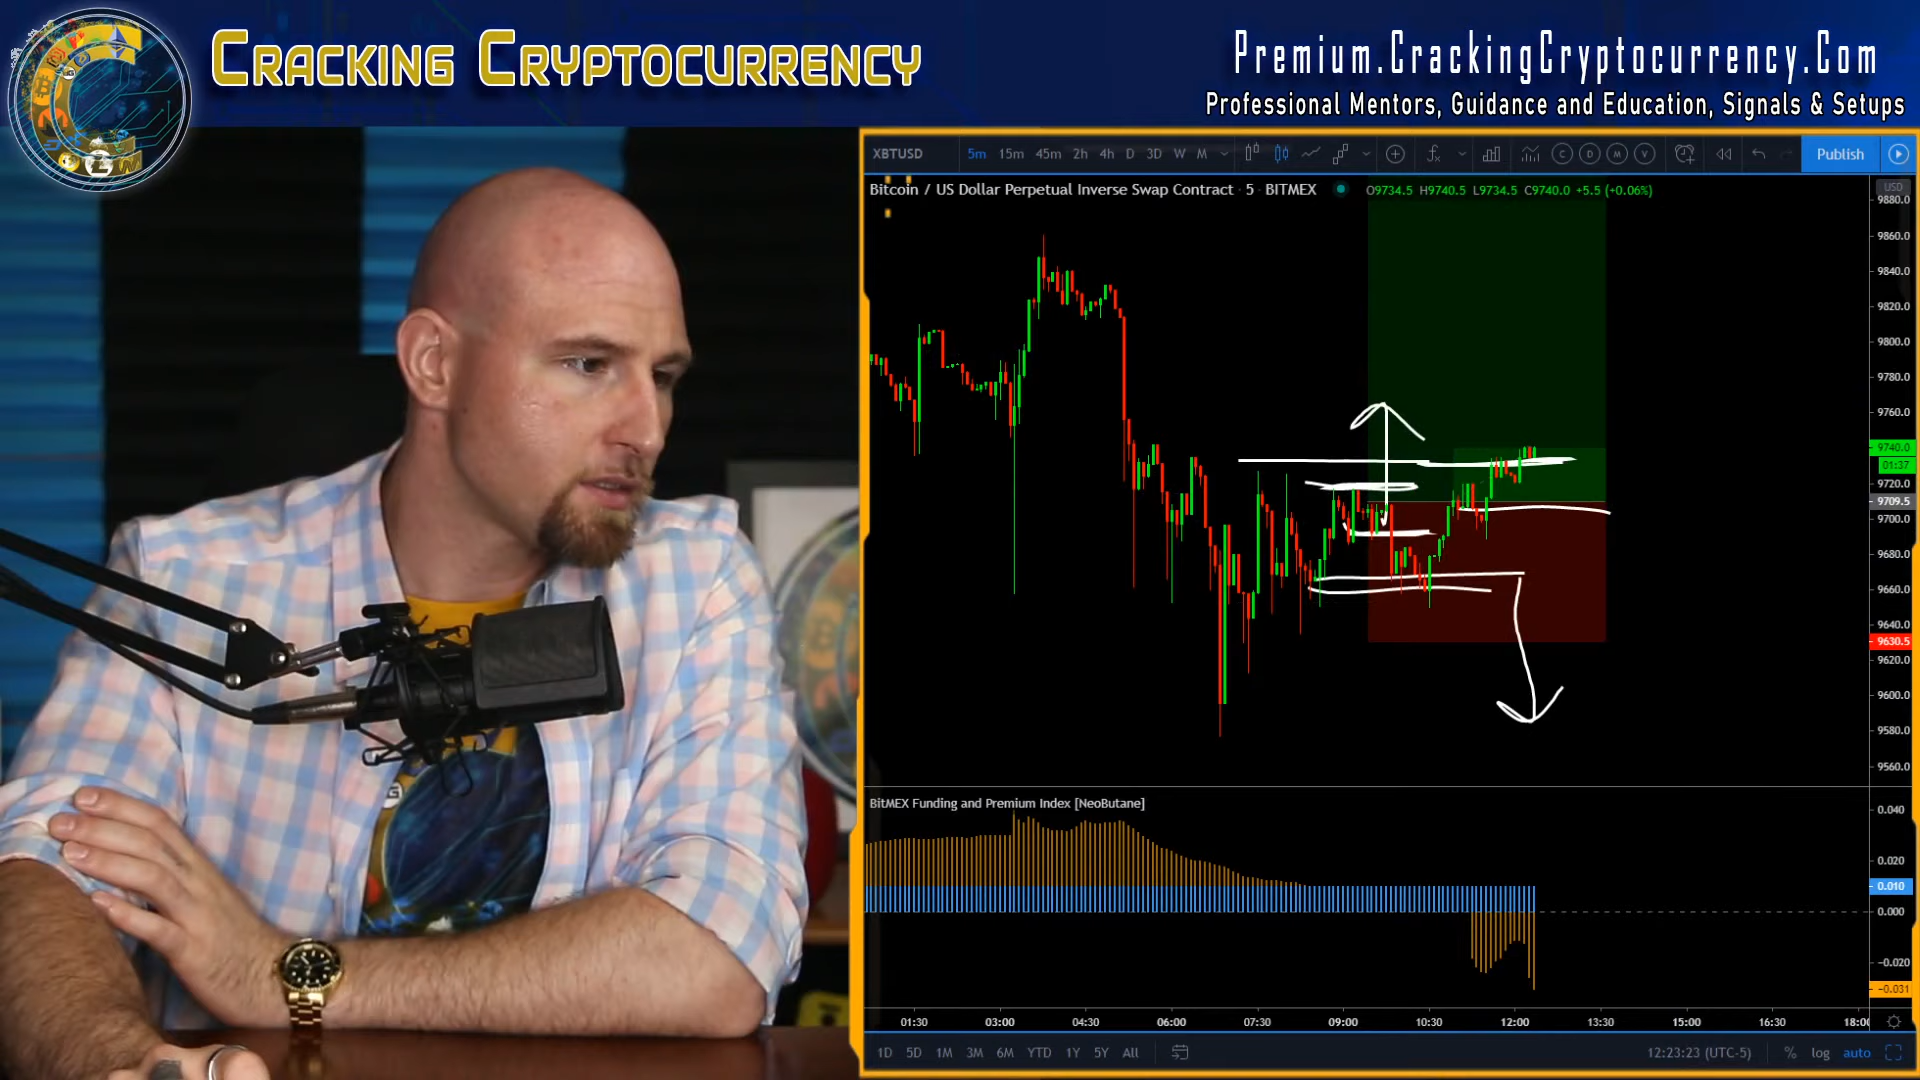 Cracking Cryptocurrency
Premium.CrackingCryptocurrency.Com
Professional Mentors, Guidance and Education, Signals & Setups
XBTUSD 5m 15m 45m 2h 4h D 3D W M C D M V Publish
Bitcoin / US Dollar Perpetual Inverse Swap Contract · 5 · BITMEX O9734.5 H9740.5 L9734.5 C9740.0 +5.5 (+0.06%)
USD
9880.0
9860.0
9840.0
9820.0
9800.0
9780.0
9760.0
9740.0
01:37
9720.0
9709.5
9700.0
9680.0
9660.0
9640.0
9630.5
9620.0
9600.0
9580.0
9560.0
BitMEX Funding and Premium Index [NeoButane]
0.040
0.020
0.010
0.000
−0.020
−0.031
01:30 03:00 04:30 06:00 07:30 09:00 10:30 12:00 13:30 15:00 16:30 18:00
1D 5D 1M 3M 6M YTD 1Y 5Y All 12:23:23 (UTC-5) % log auto